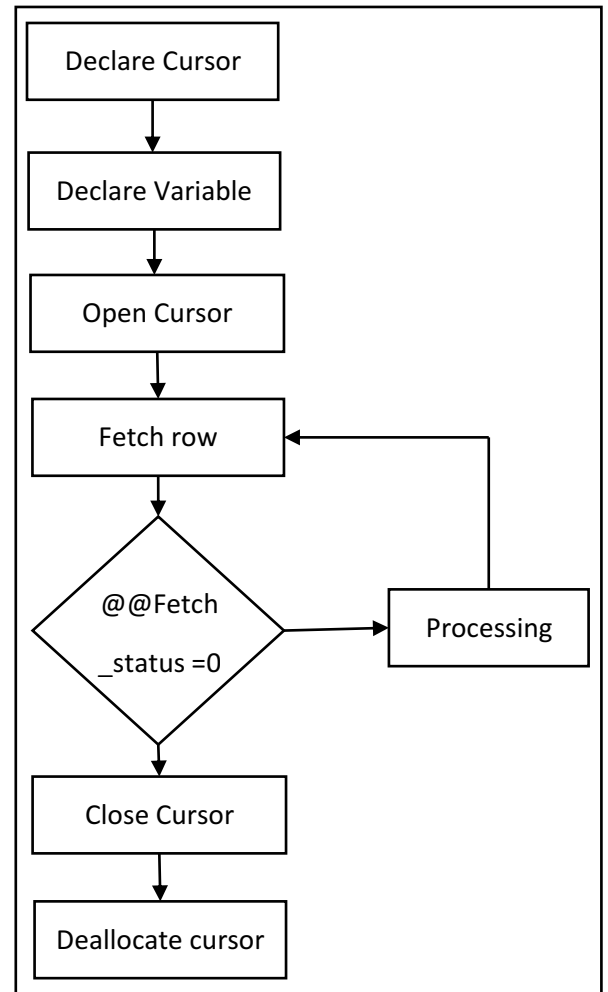 Declare Cursor
Declare Variable
Open Cursor
Fetch row
@@Fetch
_status =0
Processing
Close Cursor
Deallocate cursor